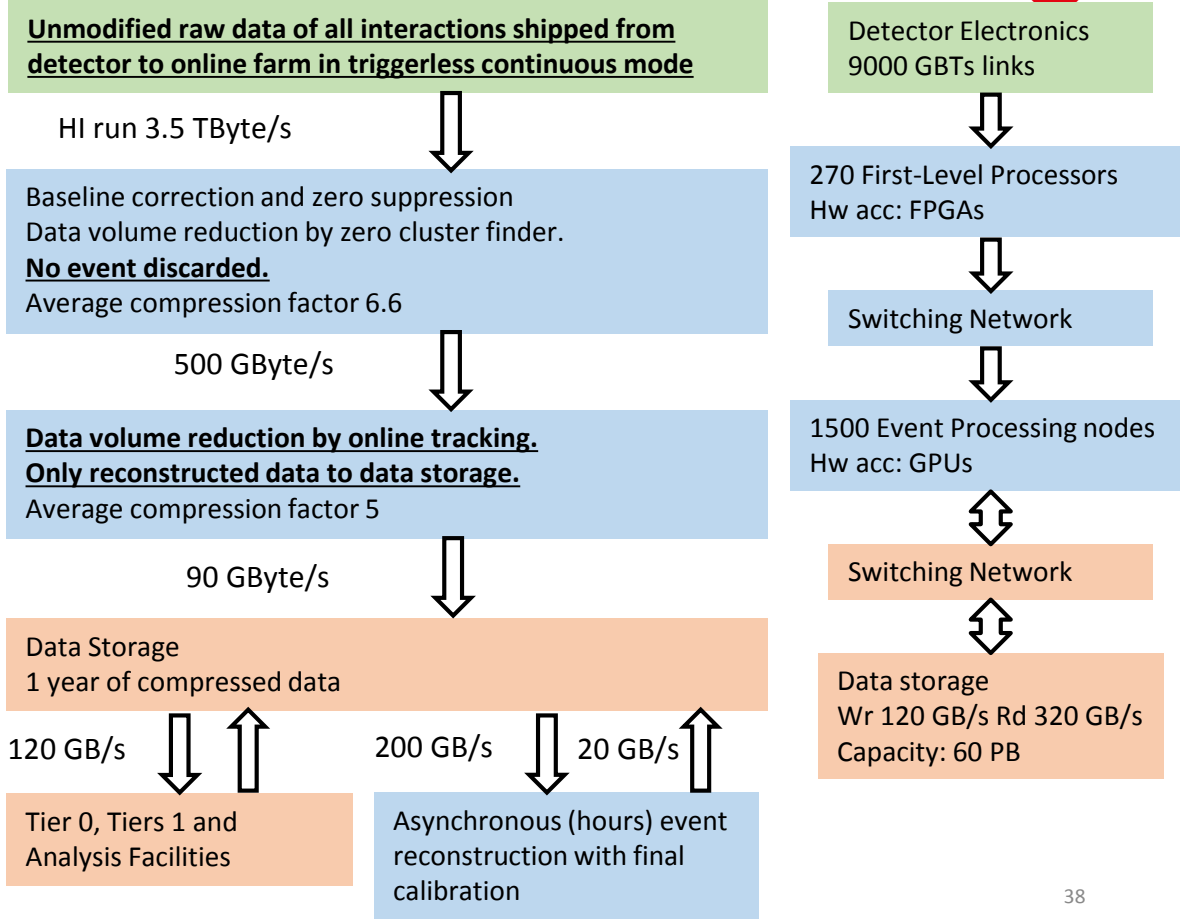 Unmodified raw data of all interactions shipped from
detector to online farm in triggerless continuous mode
HI run 3.5 TByte/s
Baseline correction and zero suppression
Data volume reduction by zero cluster finder.
No event discarded.
Average compression factor 6.6
500 GByte/s
Data volume reduction by online tracking.
Only reconstructed data to data storage.
Average compression factor 5
90 GByte/s
Data Storage
1 year of compressed data
120 GB/s
200 GB/s
20 GB/s
Tier 0, Tiers 1 and
Analysis Facilities
Asynchronous (hours) event
reconstruction with final
calibration
Detector Electronics
9000 GBTs links
270 First-Level Processors
Hw acc: FPGAs
Switching Network
1500 Event Processing nodes
Hw acc: GPUs
Switching Network
Data storage
Wr 120 GB/s Rd 320 GB/s
Capacity: 60 PB
38